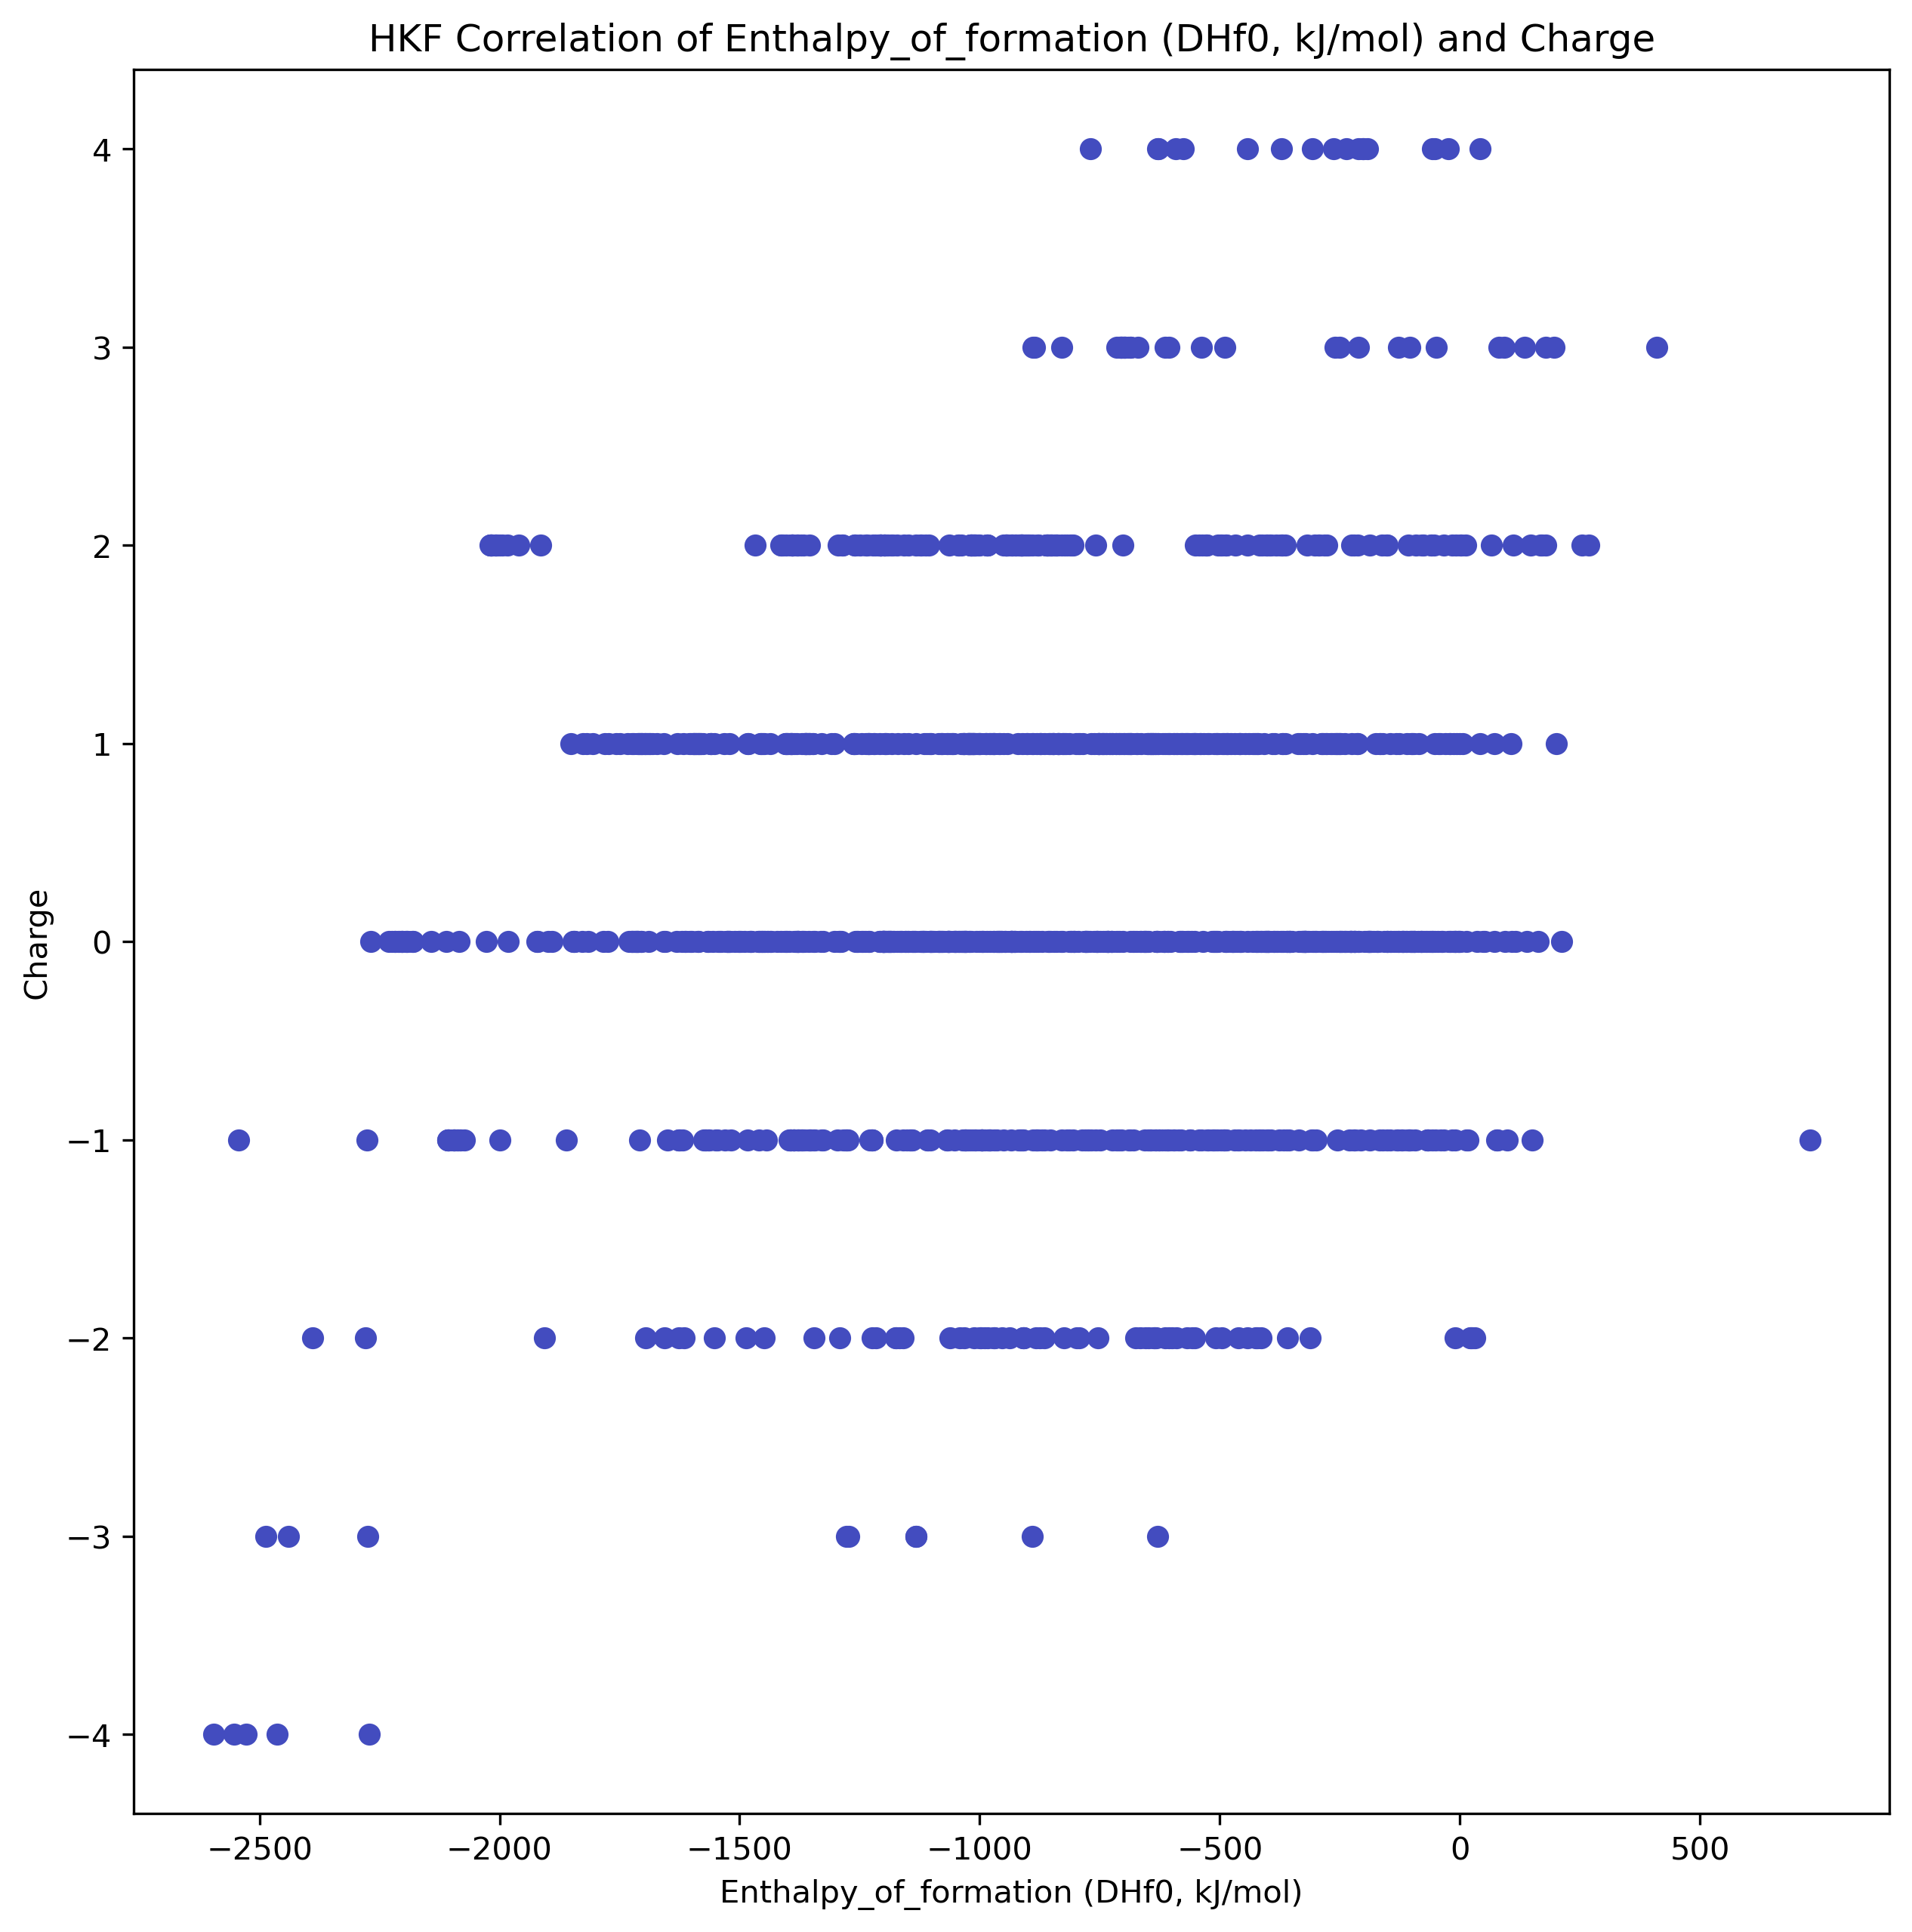 HKF Correlation of Enthalpy_of_formation (DHf0, kJ/mol) and Charge
4
3
2
1
0
−1
−2
−3
−4
Charge
−2500 −2000 −1500 −1000 −500 0 500
Enthalpy_of_formation (DHf0, kJ/mol)